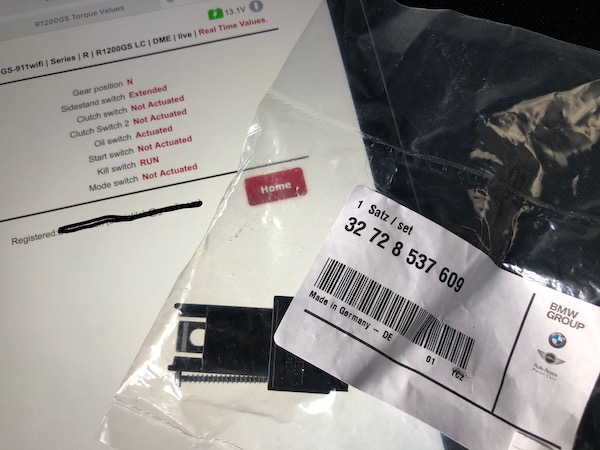 R1200GS Torque Values
13.1V
GS-911wifi | Series | R | R1200GS LC | DME | live | Real Time Values.
Gear position N
Sidestand switch Extended
Clutch switch Not Actuated
Clutch Switch 2 Not Actuated
Oil switch Actuated
Start switch Not Actuated
Kill switch RUN
Mode switch Not Actuated
Registered:
Home
1 Satz / set
32 72 8 537 609
Made in Germany - DE
01
YCZ
BMW
GROUP